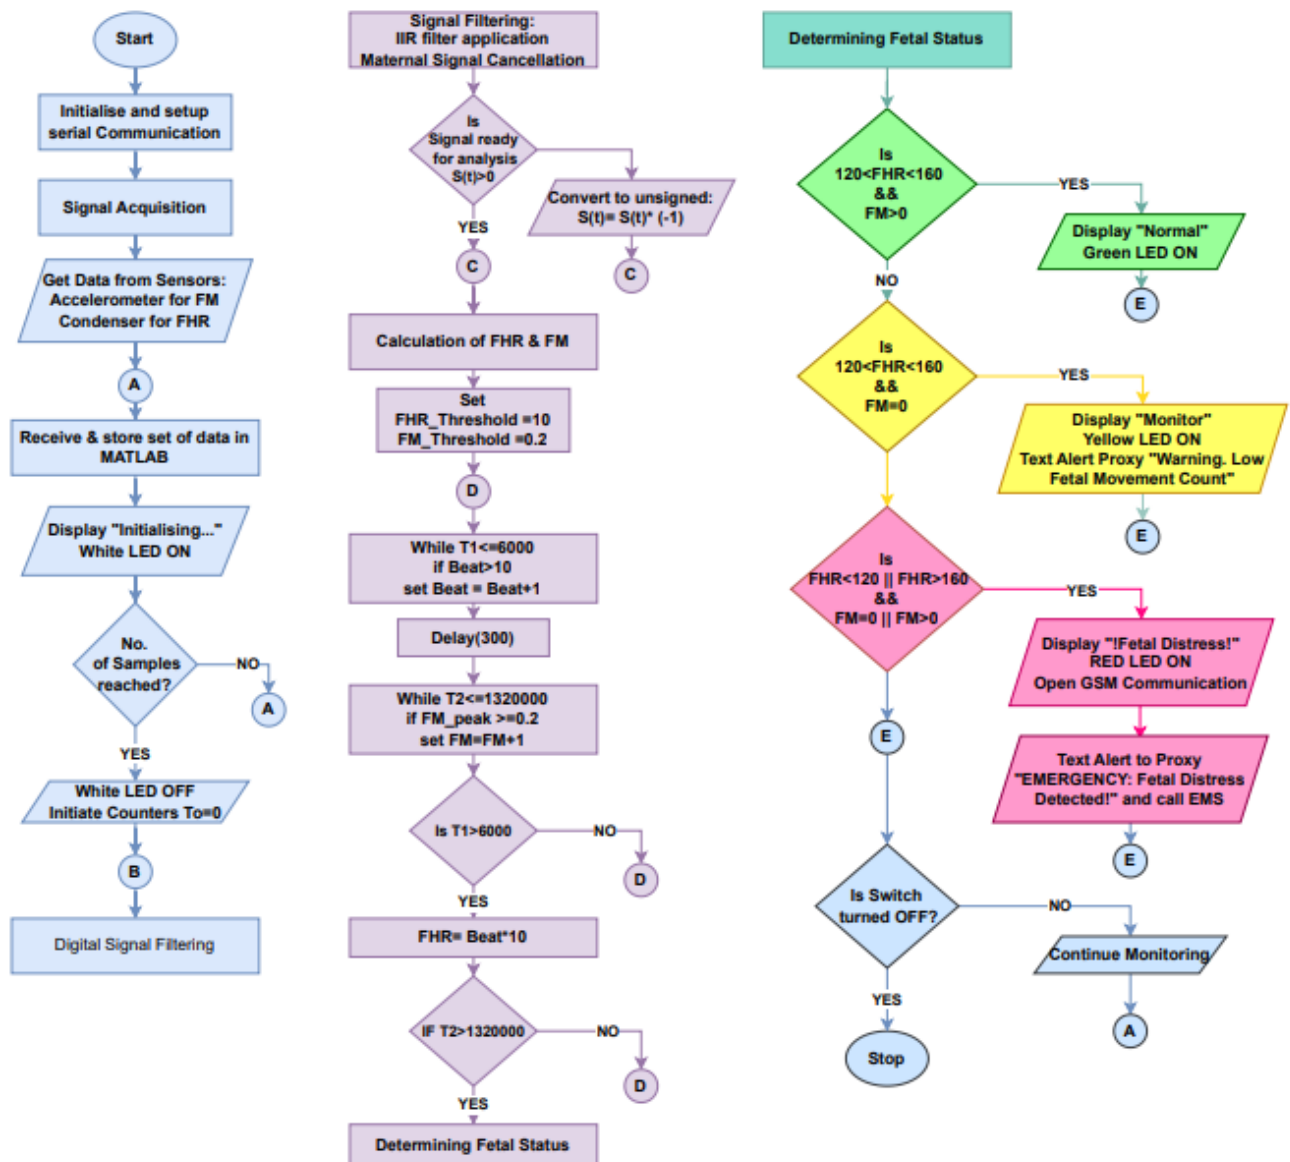 Start
Initialise and setup
serial Communication
Signal Acquisition
Get Data from Sensors:
Accelerometer for FM
Condenser for FHR
A
Receive & store set of data in
MATLAB
Display "Initialising..."
White LED ON
No.
of Samples
reached?
NO
A
YES
White LED OFF
Initiate Counters To=0
B
Digital Signal Filtering
Signal Filtering:
IIR filter application
Maternal Signal Cancellation
Is
Signal ready
for analysis
S(t)>0
Convert to unsigned:
S(t)= S(t)* (-1)
C
YES
C
Calculation of FHR & FM
Set
FHR_Threshold =10
FM_Threshold =0.2
D
While T1<=6000
if Beat>10
set Beat = Beat+1
Delay(300)
While T2<=1320000
if FM_peak >=0.2
set FM=FM+1
Is T1>6000
NO
D
YES
FHR= Beat*10
IF T2>1320000
NO
D
YES
Determining Fetal Status
Determining Fetal Status
Is
120<FHR<160
&&
FM>0
YES
Display "Normal"
Green LED ON
E
NO
Is
120<FHR<160
&&
FM=0
YES
Display "Monitor"
Yellow LED ON
Text Alert Proxy "Warning. Low
Fetal Movement Count"
E
Is
FHR<120 || FHR>160
&&
FM=0 || FM>0
YES
Display "!Fetal Distress!"
RED LED ON
Open GSM Communication
Text Alert to Proxy
"EMERGENCY: Fetal Distress
Detected!" and call EMS
E
E
Is Switch
turned OFF?
NO
Continue Monitoring
A
YES
Stop